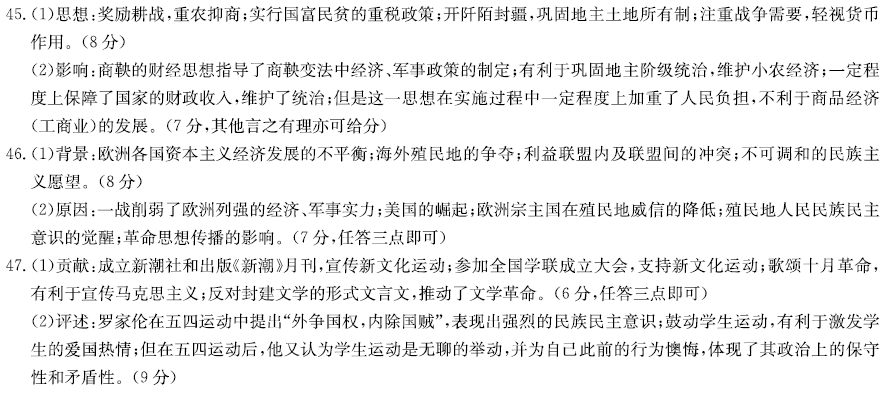 45.(1)思想:奖励耕战,重农抑商;实行国富民贫的重税政策;开阡陌封疆,巩固地主土地所有制;注重战争需要,轻视货币
作用。(8分)
(2)影响:商鞅的财经思想指导了商鞅变法中经济、军事政策的制定;有利于巩固地主阶级统治,维护小农经济;一定程
度上保障了国家的财政收入,维护了统治;但是这一思想在实施过程中一定程度上加重了人民负担,不利于商品经济
(工商业)的发展。(7分,其他言之有理亦可给分)
46.(1)背景:欧洲各国资本主义经济发展的不平衡;海外殖民地的争夺;利益联盟内及联盟间的冲突;不可调和的民族主
义愿望。(8分)
(2)原因:一战削弱了欧洲列强的经济、军事实力;美国的崛起;欧洲宗主国在殖民地威信的降低;殖民地人民民族民主
意识的觉醒;革命思想传播的影响。(7分,任答三点即可)
47.(1)贡献:成立新潮社和出版《新潮》月刊,宣传新文化运动;参加全国学联成立大会,支持新文化运动;歌颂十月革命,
有利于宣传马克思主义;反对封建文学的形式文言文,推动了文学革命。(6分,任答三点即可)
(2)评述:罗家伦在五四运动中提出“外争国权,内除国贼”,表现出强烈的民族民主意识;鼓动学生运动,有利于激发学
生的爱国热情;但在五四运动后,他又认为学生运动是无聊的举动,并为自己此前的行为懊悔,体现了其政治上的保守
性和矛盾性。(9分)